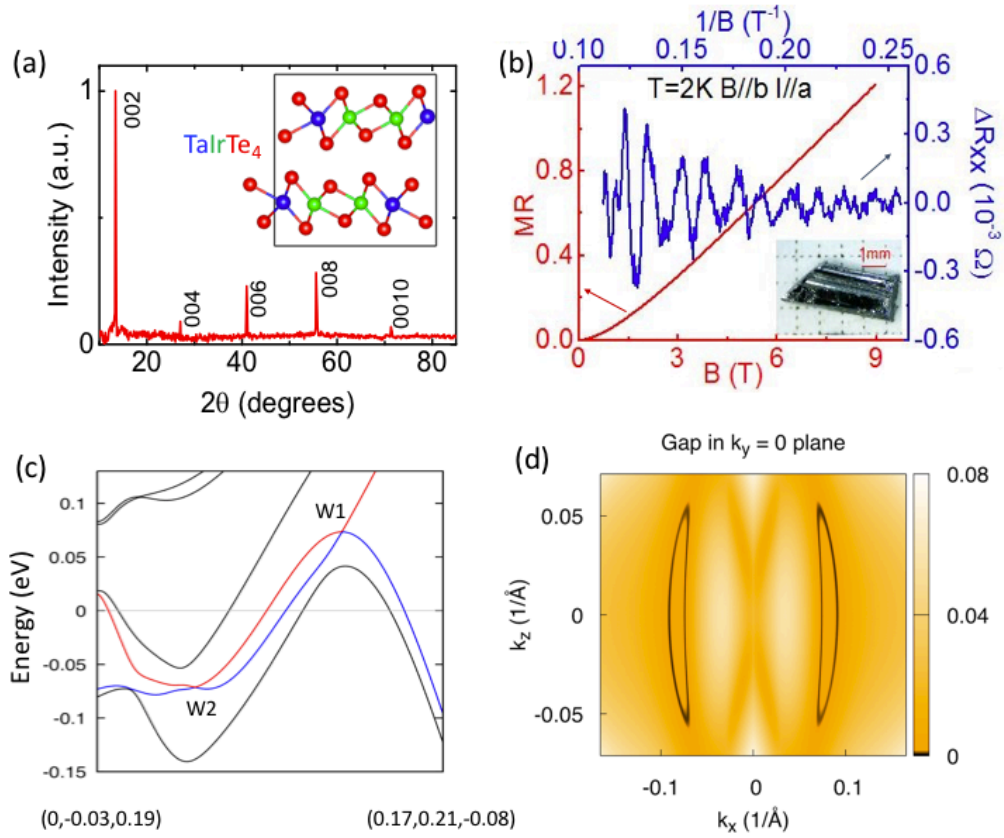 (a)
1
002
TaIrTe₄
004
006
008
0010
0
20
40
60
80
Intensity (a.u.)
2θ (degrees)
(b)
1/B (T⁻¹)
0.10
0.15
0.20
0.25
T=2K B//b I//a
1.2
0.8
0.4
0.0
MR
0.6
0.3
0.0
-0.3
-0.6
ΔRxx (10⁻³ Ω)
1mm
0
3
6
9
B (T)
(c)
0.1
0.05
0
-0.05
-0.1
-0.15
Energy (eV)
W1
W2
(0,-0.03,0.19)
(0.17,0.21,-0.08)
(d)
Gap in ky = 0 plane
0.05
0
-0.05
kz (1/Å)
-0.1
0
0.1
kx (1/Å)
0.08
0.04
0